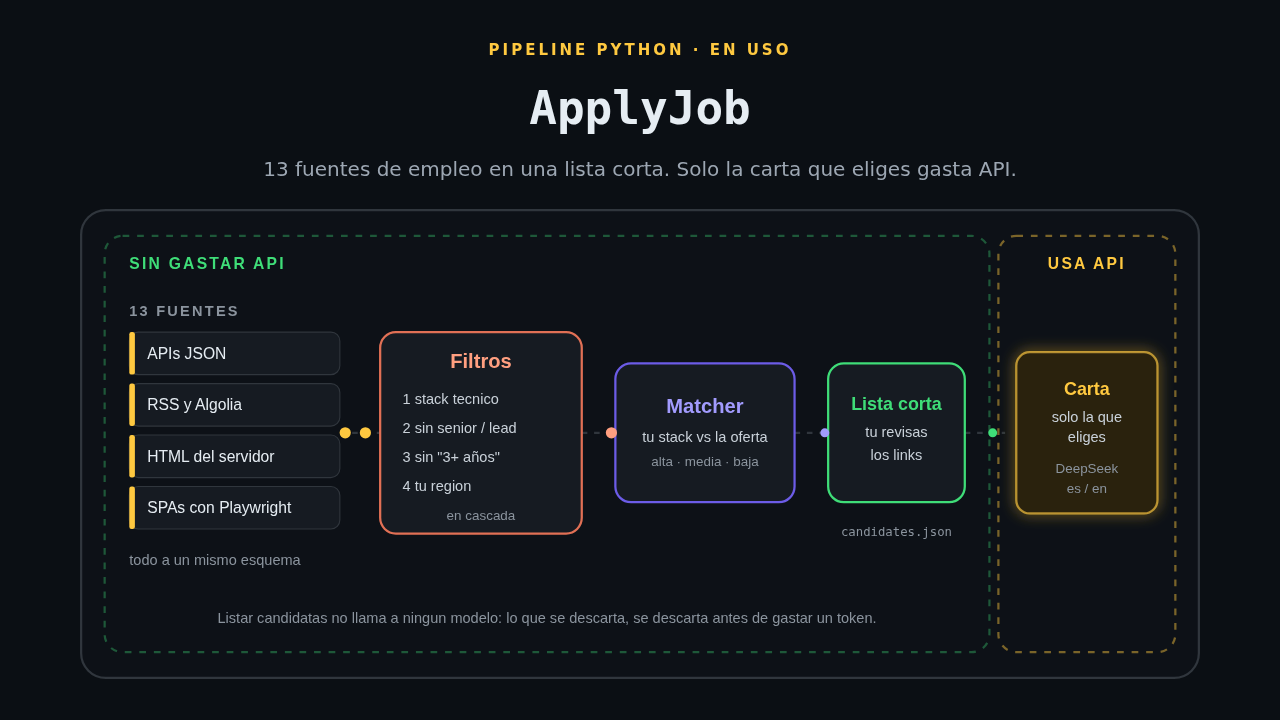 PIPELINE PYTHON · EN USO
ApplyJob
13 fuentes de empleo en una lista corta. Solo la carta que eliges gasta API.
SIN GASTAR API
13 FUENTES
APIs JSON
RSS y Algolia
HTML del servidor
SPAs con Playwright
todo a un mismo esquema
Filtros
1 stack tecnico
2 sin senior / lead
3 sin "3+ años"
4 tu region
en cascada
Matcher
tu stack vs la oferta
alta · media · baja
Lista corta
tu revisas
los links
candidates.json
Listar candidatas no llama a ningun modelo: lo que se descarta, se descarta antes de gastar un token.
USA API
Carta
solo la que
eliges
DeepSeek
es / en